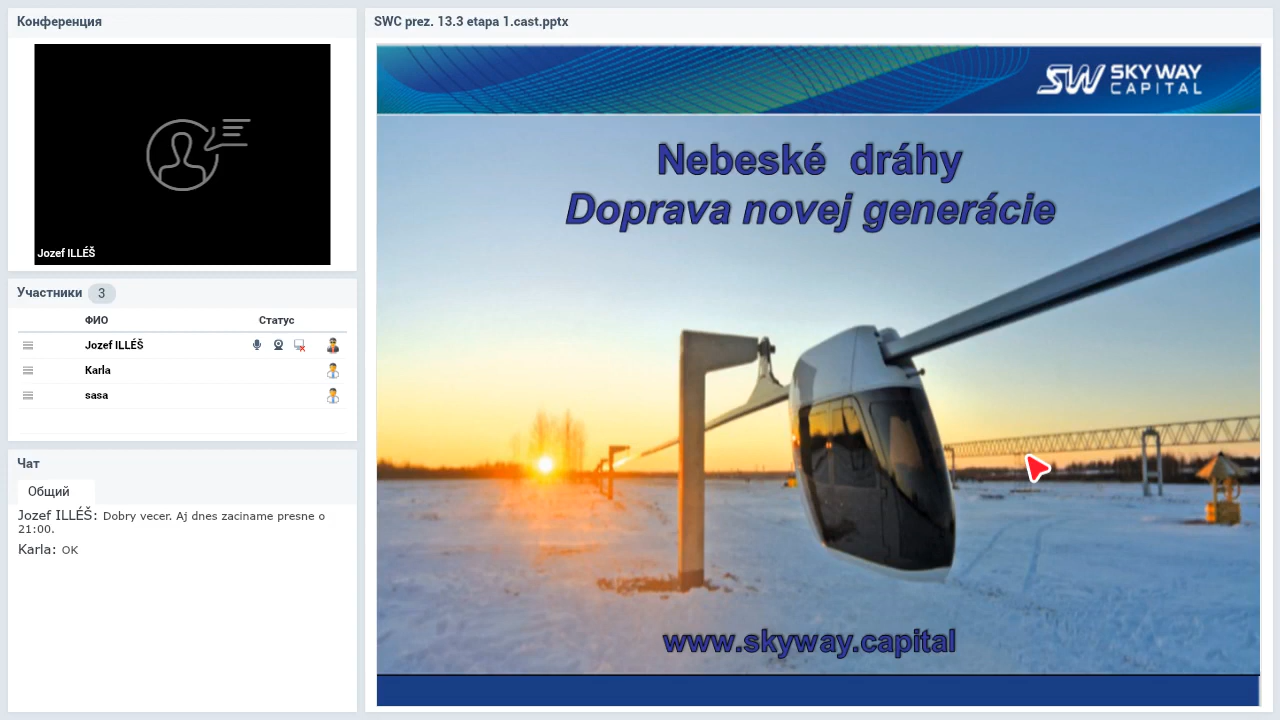 Конференция
Jozef ILLÉŠ
Участники 3
ФИО Статус
Jozef ILLÉŠ
Karla
sasa
Чат
Общий
Jozef ILLÉŠ: Dobry vecer. Aj dnes zaciname presne o
21:00.
Karla: OK
SWC prez. 13.3 etapa 1.cast.pptx
SW SKY WAY
CAPITAL
Nebeské dráhy
Doprava novej generácie
www.skyway.capital